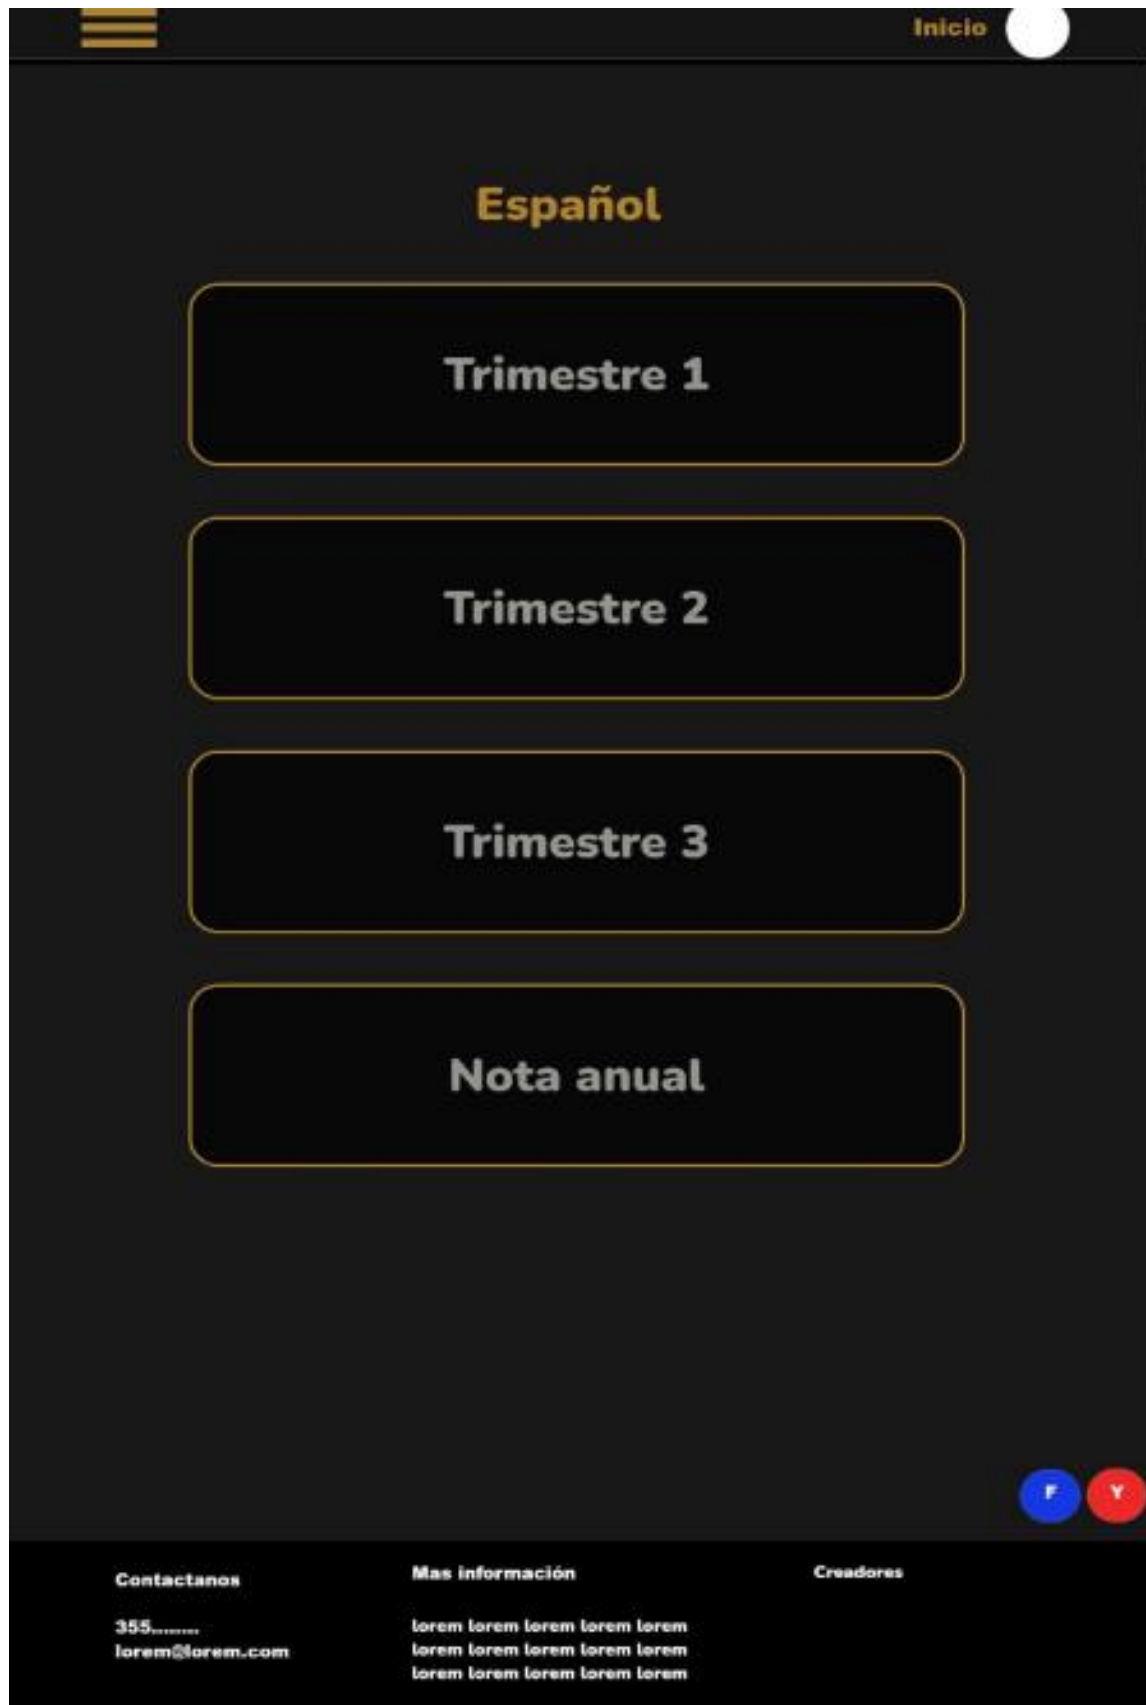 Inicio
Español
Trimestre 1
Trimestre 2
Trimestre 3
Nota anual
F
Y
Contactanos
355........
lorem@lorem.com
Mas información
lorem lorem lorem lorem lorem
lorem lorem lorem lorem lorem
lorem lorem lorem lorem lorem
Creadores